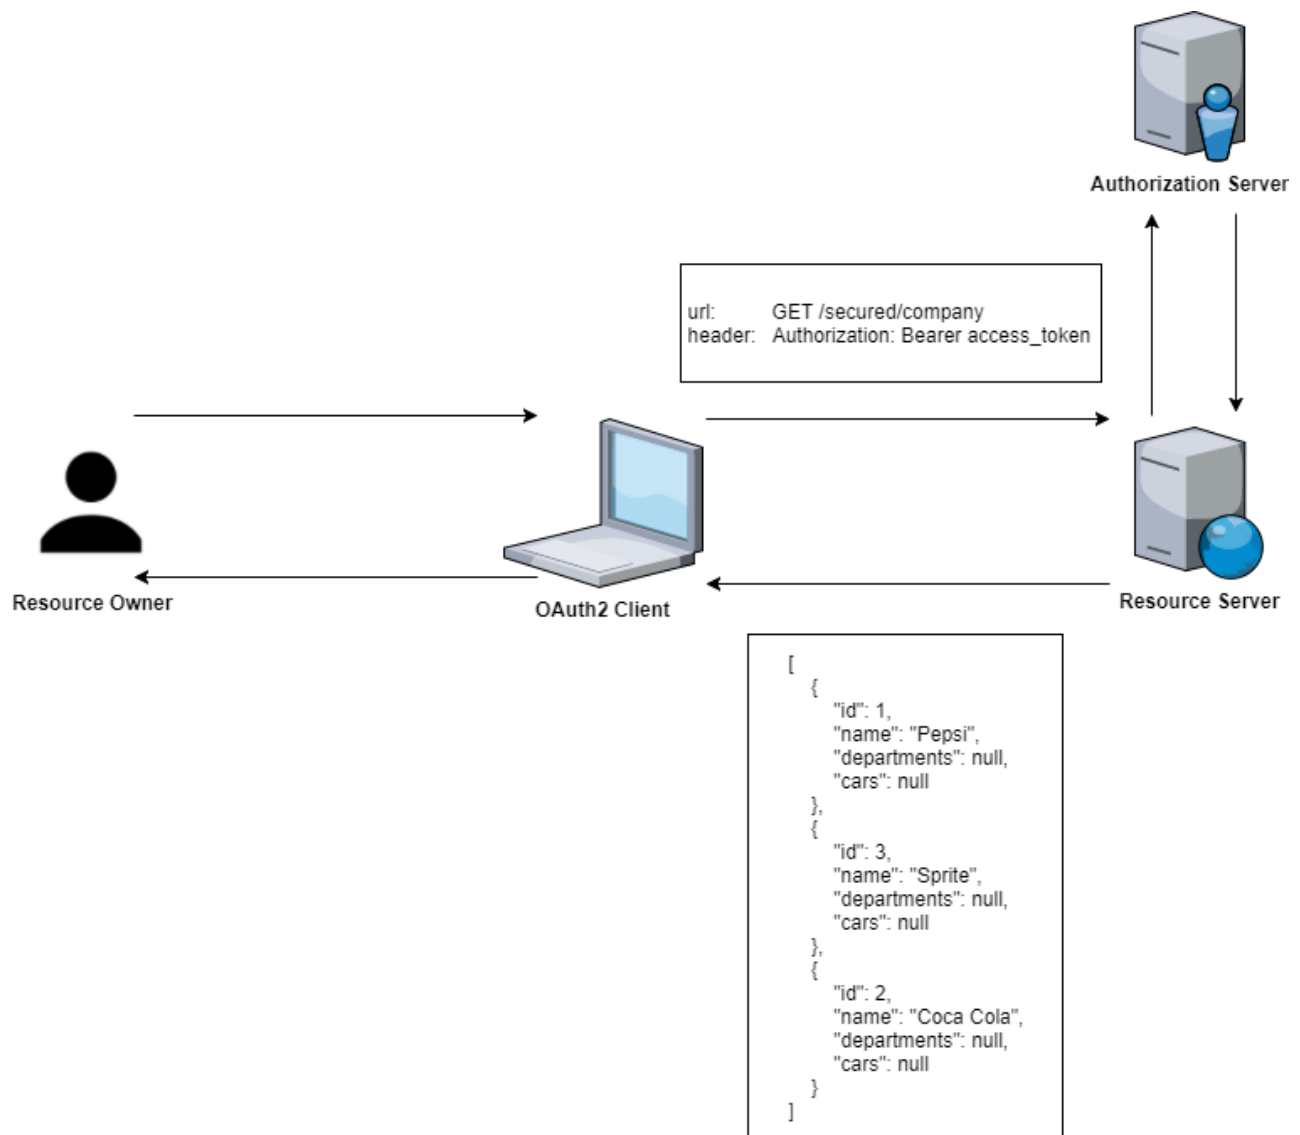 Authorization Server
url: GET /secured/company
header: Authorization: Bearer access_token
Resource Owner
OAuth2 Client
Resource Server
[
{
"id": 1,
"name": "Pepsi",
"departments": null,
"cars": null
},
{
"id": 3,
"name": "Sprite",
"departments": null,
"cars": null
},
{
"id": 2,
"name": "Coca Cola",
"departments": null,
"cars": null
}
]